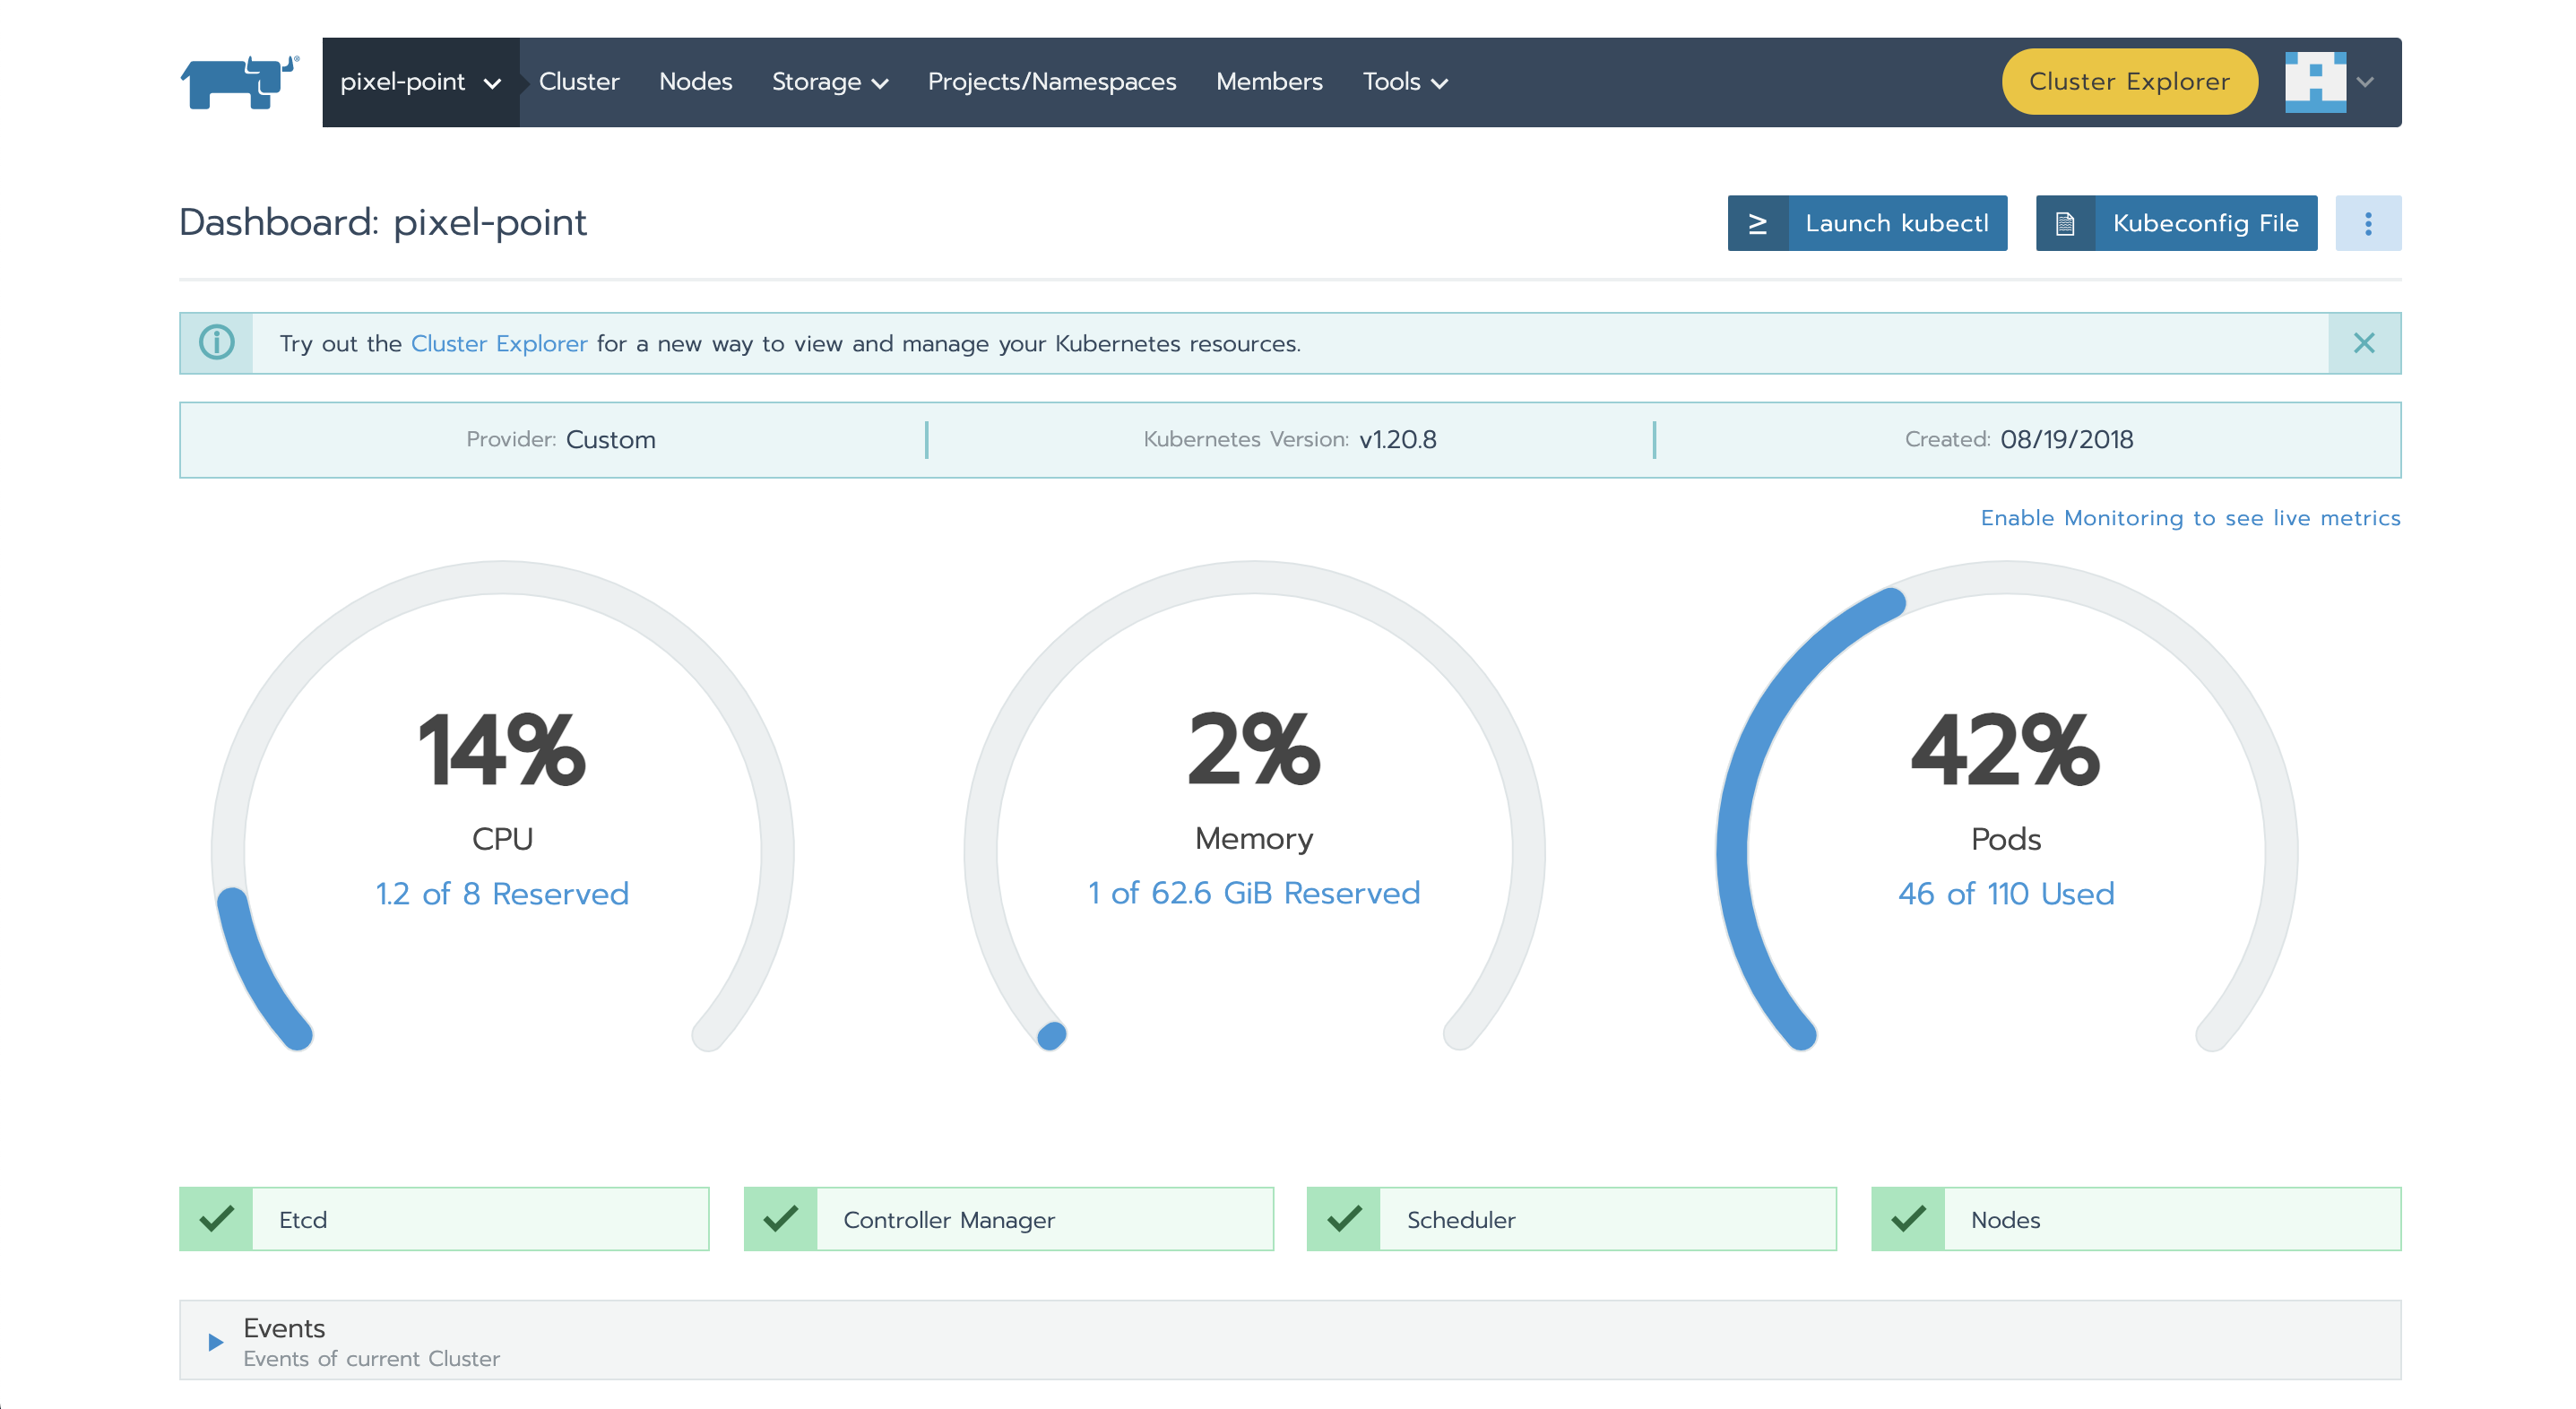 pixel-point Cluster Nodes Storage Projects/Namespaces Members Tools Cluster Explorer
Dashboard: pixel-point
Launch kubectl Kubeconfig File
Try out the Cluster Explorer for a new way to view and manage your Kubernetes resources.
Provider: Custom Kubernetes Version: v1.20.8 Created: 08/19/2018
Enable Monitoring to see live metrics
14% 2% 42%
CPU Memory Pods
1.2 of 8 Reserved 1 of 62.6 GiB Reserved 46 of 110 Used
Etcd Controller Manager Scheduler Nodes
Events
Events of current Cluster